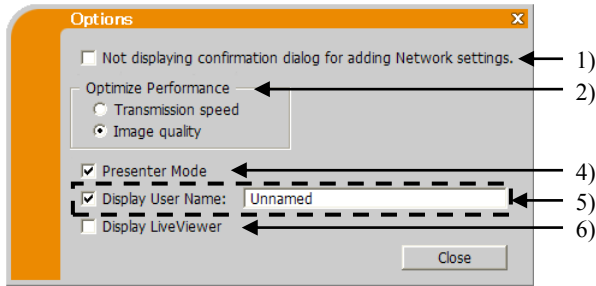 Options x
Not displaying confirmation dialog for adding Network settings. 1)
Optimize Performance 2)
Transmission speed
Image quality
Presenter Mode 4)
Display User Name: Unnamed 5)
Display LiveViewer 6)
Close